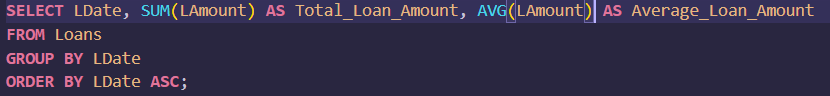 SELECT LDate, SUM(LAmount) AS Total_Loan_Amount, AVG(LAmount) AS Average_Loan_Amount
FROM Loans
GROUP BY LDate
ORDER BY LDate ASC;